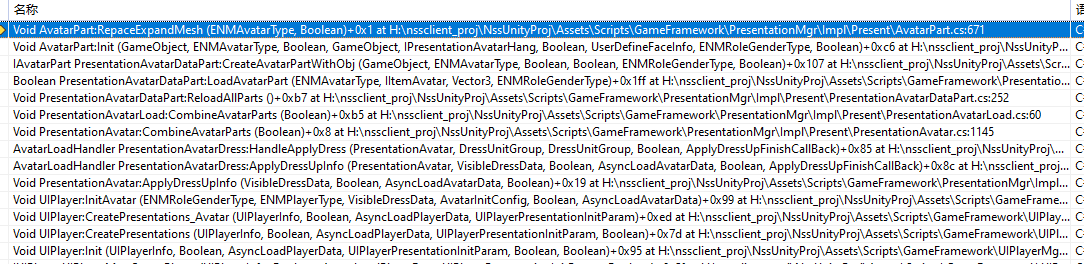 名称
语
Void AvatarPart:RepaceExpandMesh (ENMAvatarType, Boolean)+0x1 at H:\nssclient_proj\NssUnityProj\Assets\Scripts\GameFramework\PresentationMgr\Impl\Present\AvatarPart.cs:671
C
Void AvatarPart:Init (GameObject, ENMAvatarType, Boolean, GameObject, IPresentationAvatarHang, Boolean, UserDefineFaceInfo, ENMRoleGenderType, Boolean)+0xc6 at H:\nssclient_proj\NssUnityP...
C
IAvatarPart PresentationAvatarDataPart:CreateAvatarPartWithObj (GameObject, ENMAvatarType, Boolean, Boolean, ENMRoleGenderType, Boolean)+0x107 at H:\nssclient_proj\NssUnityProj\Assets\Scr...
C
Boolean PresentationAvatarDataPart:LoadAvatarPart (ENMAvatarType, IItemAvatar, Vector3, ENMRoleGenderType)+0x1ff at H:\nssclient_proj\NssUnityProj\Assets\Scripts\GameFramework\Presentatio...
C
Void PresentationAvatarDataPart:ReloadAllParts ()+0xb7 at H:\nssclient_proj\NssUnityProj\Assets\Scripts\GameFramework\PresentationMgr\Impl\Present\PresentationAvatarDataPart.cs:252
C
Void PresentationAvatarLoad:CombineAvatarParts (Boolean)+0xb5 at H:\nssclient_proj\NssUnityProj\Assets\Scripts\GameFramework\PresentationMgr\Impl\Present\PresentationAvatarLoad.cs:60
C
Void PresentationAvatar:CombineAvatarParts (Boolean)+0x8 at H:\nssclient_proj\NssUnityProj\Assets\Scripts\GameFramework\PresentationMgr\Impl\Present\PresentationAvatar.cs:1145
C
AvatarLoadHandler PresentationAvatarDress:HandleApplyDress (PresentationAvatar, DressUnitGroup, DressUnitGroup, Boolean, ApplyDressUpFinishCallBack)+0x85 at H:\nssclient_proj\NssUnityProj\As...
C
AvatarLoadHandler PresentationAvatarDress:ApplyDressUpInfo (PresentationAvatar, VisibleDressData, Boolean, AsyncLoadAvatarData, Boolean, ApplyDressUpFinishCallBack)+0x8c at H:\nssclient_proj...
C
Void PresentationAvatar:ApplyDressUpInfo (VisibleDressData, Boolean, AsyncLoadAvatarData, Boolean)+0x19 at H:\nssclient_proj\NssUnityProj\Assets\Scripts\GameFramework\PresentationMgr\Impl...
C
Void UIPlayer:InitAvatar (ENMRoleGenderType, ENMPlayerType, VisibleDressData, AvatarInitConfig, Boolean, AsyncLoadAvatarData)+0x99 at H:\nssclient_proj\NssUnityProj\Assets\Scripts\GameFrame...
C
Void UIPlayer:CreatePresentations_Avatar (UIPlayerInfo, Boolean, AsyncLoadPlayerData, UIPlayerPresentationInitParam)+0xed at H:\nssclient_proj\NssUnityProj\Assets\Scripts\GameFramework\UIPlay...
C
Void UIPlayer:CreatePresentations (UIPlayerInfo, Boolean, AsyncLoadPlayerData, UIPlayerPresentationInitParam, Boolean)+0x7d at H:\nssclient_proj\NssUnityProj\Assets\Scripts\GameFramework\UIPl...
C
Void UIPlayer:Init (UIPlayerInfo, Boolean, AsyncLoadPlayerData, UIPlayerPresentationInitParam, Boolean, Boolean)+0x95 at H:\nssclient_proj\NssUnityProj\Assets\Scripts\GameFramework\UIPlayerMg...
C